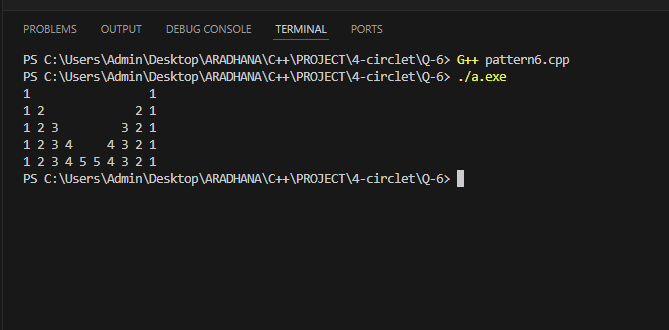 PROBLEMS OUTPUT DEBUG CONSOLE TERMINAL PORTS
PS C:\Users\Admin\Desktop\ARADHANA\C++\PROJECT\4-circlet\Q-6> G++ pattern6.cpp
PS C:\Users\Admin\Desktop\ARADHANA\C++\PROJECT\4-circlet\Q-6> ./a.exe
1                 1
1 2             2 1
1 2 3         3 2 1
1 2 3 4     4 3 2 1
1 2 3 4 5 5 4 3 2 1
PS C:\Users\Admin\Desktop\ARADHANA\C++\PROJECT\4-circlet\Q-6>